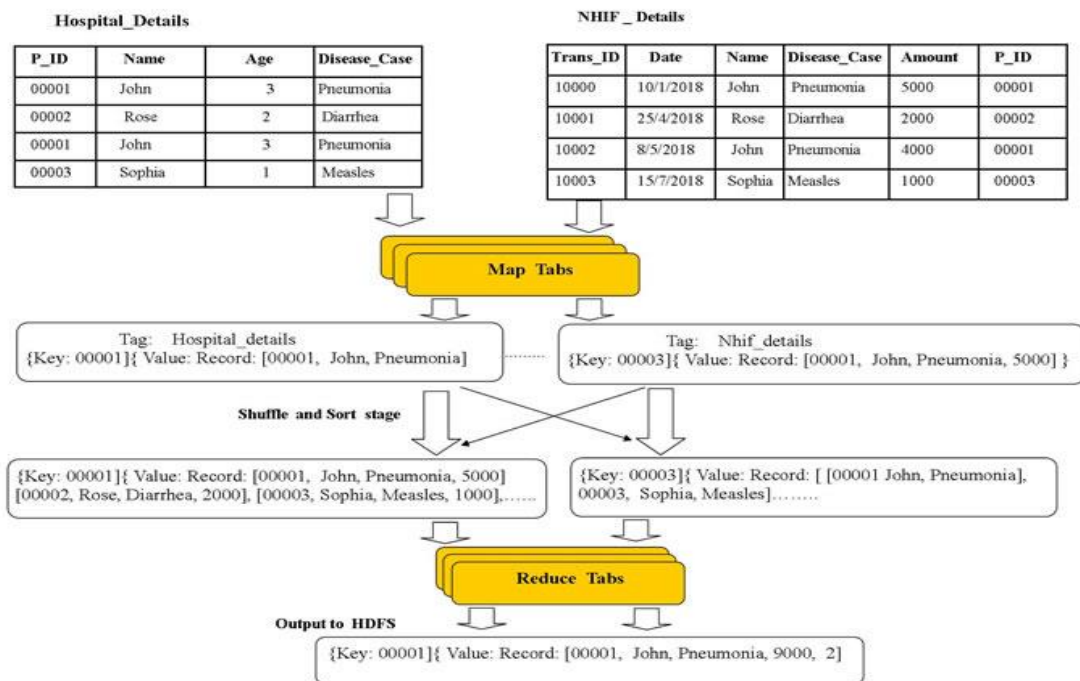 Hospital_Details
P_ID Name Age Disease_Case
00001 John 3 Pneumonia
00002 Rose 2 Diarrhea
00001 John 3 Pneumonia
00003 Sophia 1 Measles
NHIF _ Details
Trans_ID Date Name Disease_Case Amount P_ID
10000 10/1/2018 John Pneumonia 5000 00001
10001 25/4/2018 Rose Diarrhea 2000 00002
10002 8/5/2018 John Pneumonia 4000 00001
10003 15/7/2018 Sophia Measles 1000 00003
Map Tabs
Tag: Hospital_details
{Key: 00001]{ Value: Record: [00001, John, Pneumonia]
..........
Tag: Nhif_details
{Key: 00003]{ Value: Record: [00001, John, Pneumonia, 5000] }
Shuffle and Sort stage
{Key: 00001]{ Value: Record: [00001, John, Pneumonia, 5000]
[00002, Rose, Diarrhea, 2000], [00003, Sophia, Measles, 1000],......
{Key: 00003]{ Value: Record: [ [00001 John, Pneumonia],
00003, Sophia, Measles]........
Reduce Tabs
Output to HDFS
{Key: 00001]{ Value: Record: [00001, John, Pneumonia, 9000, 2]